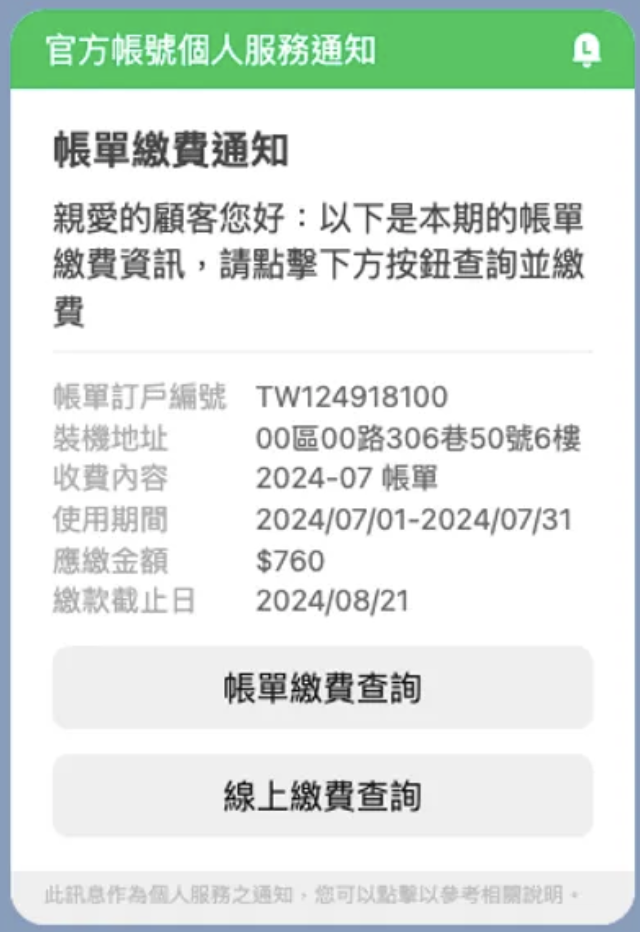 官方帳號個人服務通知
帳單繳費通知
親愛的顧客您好：以下是本期的帳單
繳費資訊，請點擊下方按鈕查詢並繳
費
帳單訂戶編號 TW124918100
裝機地址 00區00路306巷50號6樓
收費內容 2024-07 帳單
使用期間 2024/07/01-2024/07/31
應繳金額 $760
繳款截止日 2024/08/21
帳單繳費查詢
線上繳費查詢
此訊息作為個人服務之通知，您可以點擊以參考相關說明。